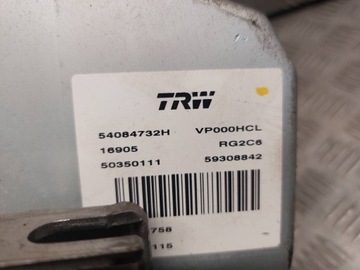 TRW
54084732H VP000HCL
16905 RG2C6
50350111 59308842
758
115